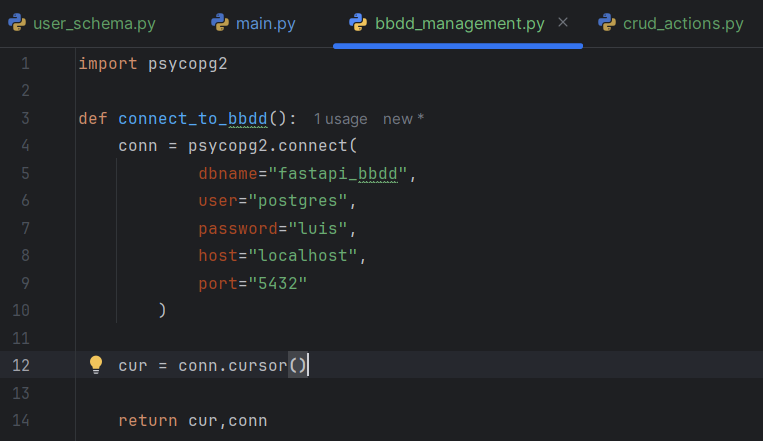 user_schema.py main.py bbdd_management.py crud_actions.py
1 import psycopg2
2
3 def connect_to_bbdd(): 1 usage new *
4 conn = psycopg2.connect(
5 dbname="fastapi_bbdd",
6 user="postgres",
7 password="luis",
8 host="localhost",
9 port="5432"
10 )
11
12 cur = conn.cursor()
13
14 return cur,conn